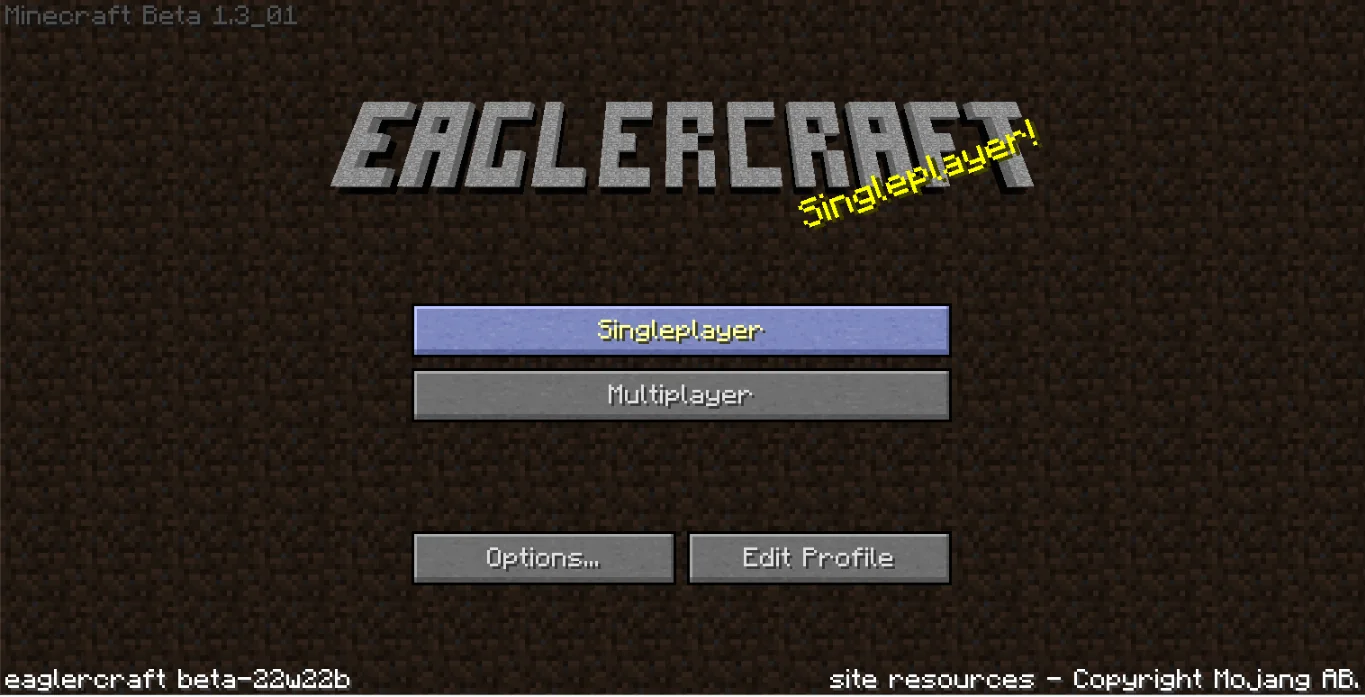 Minecraft Beta 1.3_01
EAGLERCRAFT
Singleplayer!
Singleplayer
Multiplayer
Options...
Edit Profile
eaglercraft beta-22w22b
site resources - Copyright Mojang AB.